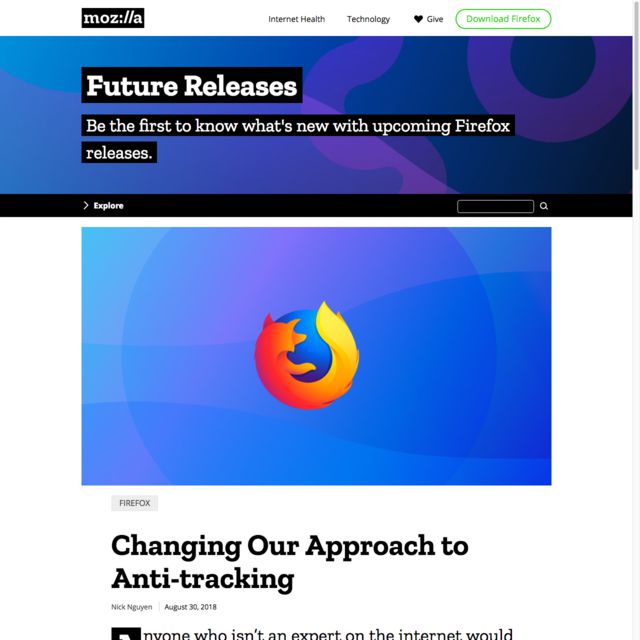 moz://a
Internet Health
Technology
Give
Download Firefox
Future Releases
Be the first to know what's new with upcoming Firefox
releases.
Explore
FIREFOX
Changing Our Approach to
Anti-tracking
Nick Nguyen
August 30, 2018
Anyone who isn't an expert on the internet would